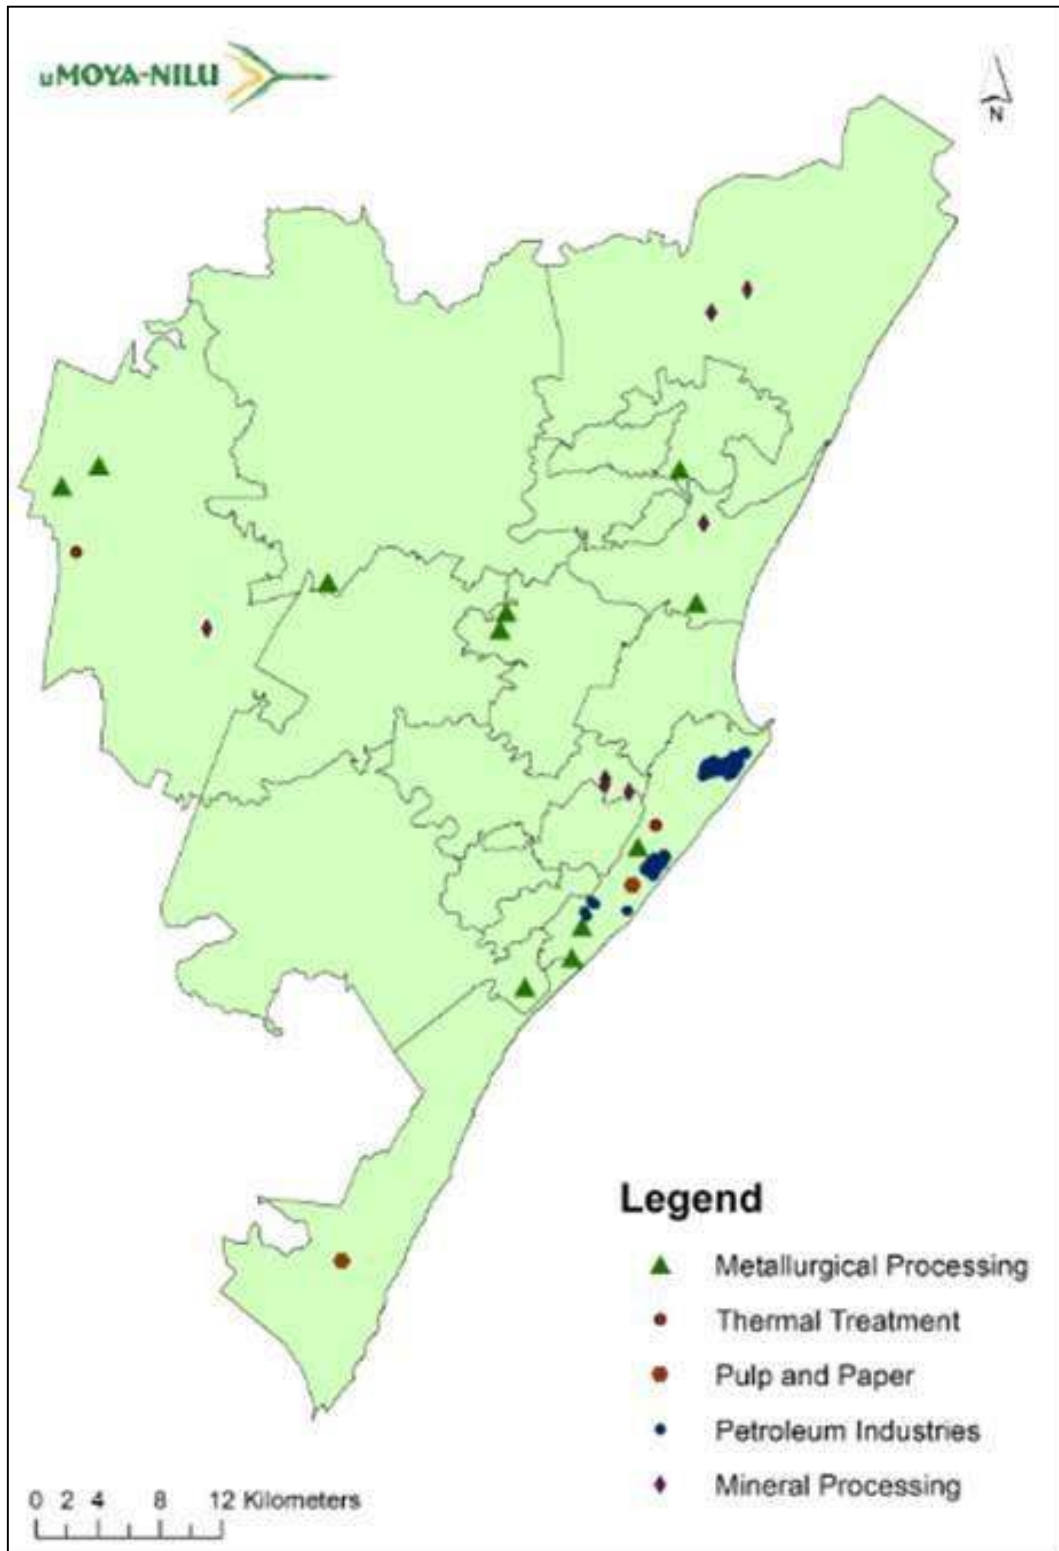 uMOYA-NILU
N
Legend
Metallurgical Processing
Thermal Treatment
Pulp and Paper
Petroleum Industries
Mineral Processing
0 2 4 8 12 Kilometers